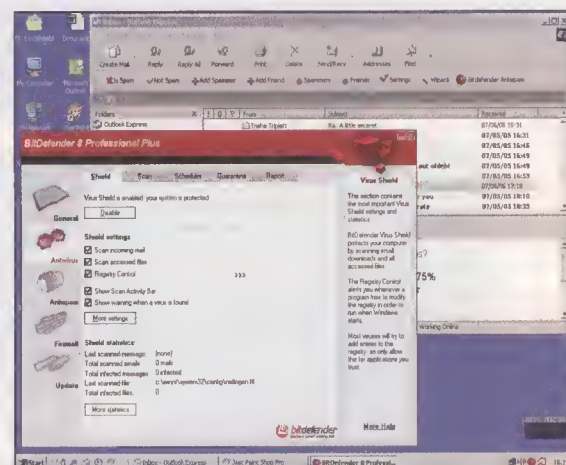 Create Mail Reply Reply All Forward Print Delete Send/Recv Addresses Find
Is Spam Not Spam Add Spammer Add Friend Spammers Friends Settings Wizard Bitdefender Antispam
Folders From Subject Received
Outlook Express Re: A little secret 07/06/05 16:31
07/05/05 16:31
07/05/05 16:45
07/05/05 16:49
out of debt 07/05/05 16:49
07/05/05 16:53
07/06/05 17:18
r you 07/05/05 18:10
07/05/05 18:33
75%
Working Online
BitDefender 8 Professional Plus
Shield Scan Scheduler Quarantine Report
Virus Shield is enabled, your system is protected
Disable
General
Antivirus
Antispam
Firewall
Update
Shield settings
Scan incoming mail
Scan accessed files
Registry Control
>>>
Show Scan Activity Bar
Show warning when a virus is found
More settings
Shield statistics
Last scanned message: (none)
Total scanned emails 0 mails
Total infected messages 0 infected
Last scanned file:
Total infected files: 0
More statistics
Virus Shield
This section contains
the most important Virus
Shield settings and
statistics
BitDefender Virus Shield
protects your computer
by scanning email
downloads and all
accessed files
The Registry Control
alerts you whenever a
program tries to modify
the registry in order to
run when Windows
starts.
Most viruses will try to
add entries to the
registry so only allow
this for applications you
trust.
bitdefender
More Help
Start Inbox - Outlook Express Jasc Paint Shop Pro BitDefender 8 Professi...